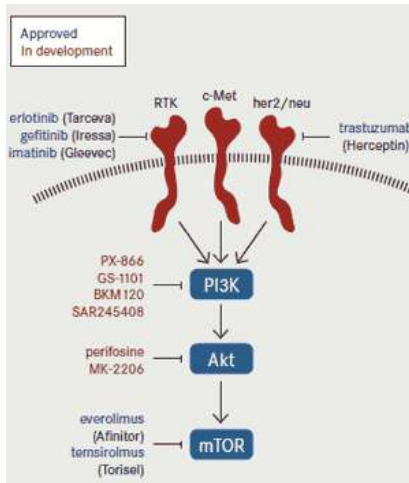 Approved
In development
RTK
c-Met
her2/neu
erlotinib (Tarceva)
gefitinib (Iressa)
imatinib (Gleevec)
trastuzumab
(Herceptin)
PX-866
GS-1101
BKM120
SAR245408
PI3K
perifosine
MK-2206
Akt
everolimus
(Afinitor)
temsirolmus
(Torisel)
mTOR